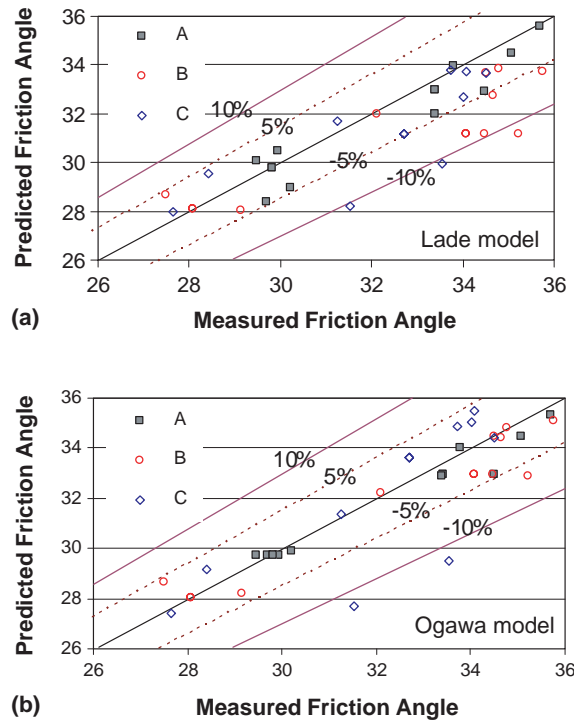 36
34
32
30
28
26
Predicted Friction Angle
A
B
C
10%
5%
-5%
-10%
Lade model
26 28 30 32 34 36
(a)
Measured Friction Angle
36
34
32
30
28
26
Predicted Friction Angle
A
B
C
10%
5%
-5%
-10%
Ogawa model
26 28 30 32 34 36
(b)
Measured Friction Angle